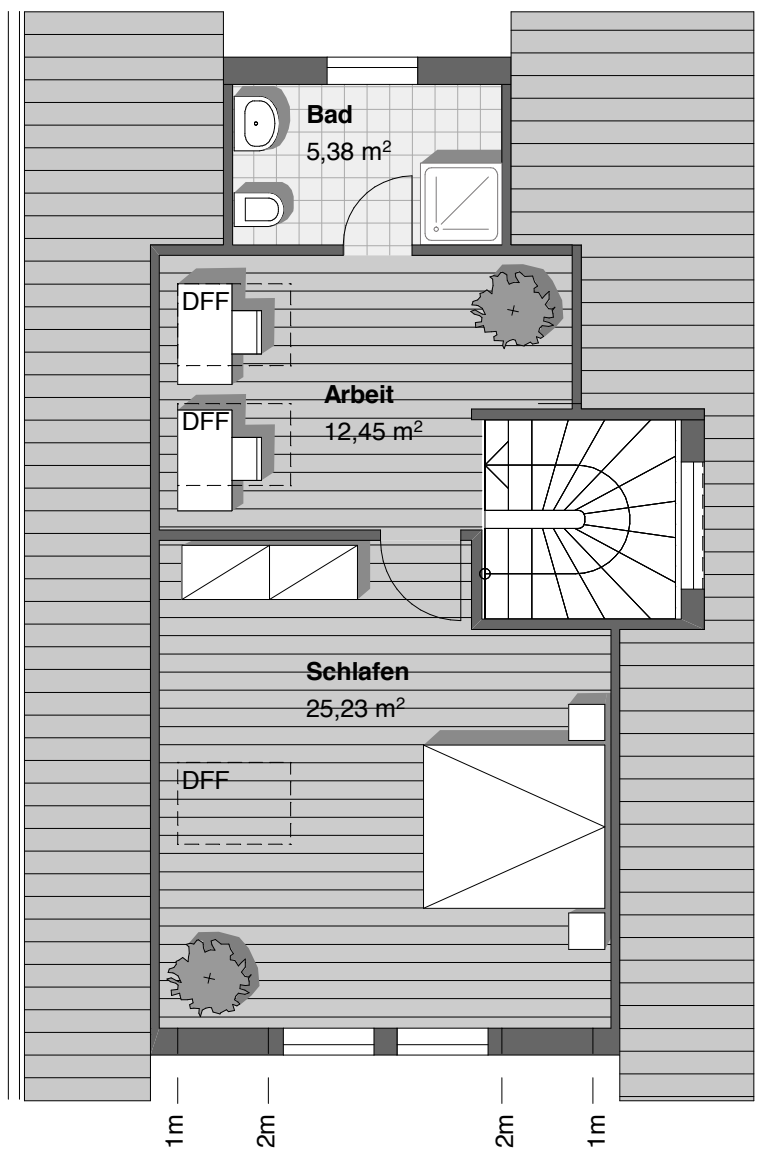 Bad
5,38 m²
DFF
Arbeit
12,45 m²
DFF
Schlafen
25,23 m²
DFF
1m
2m
2m
1m